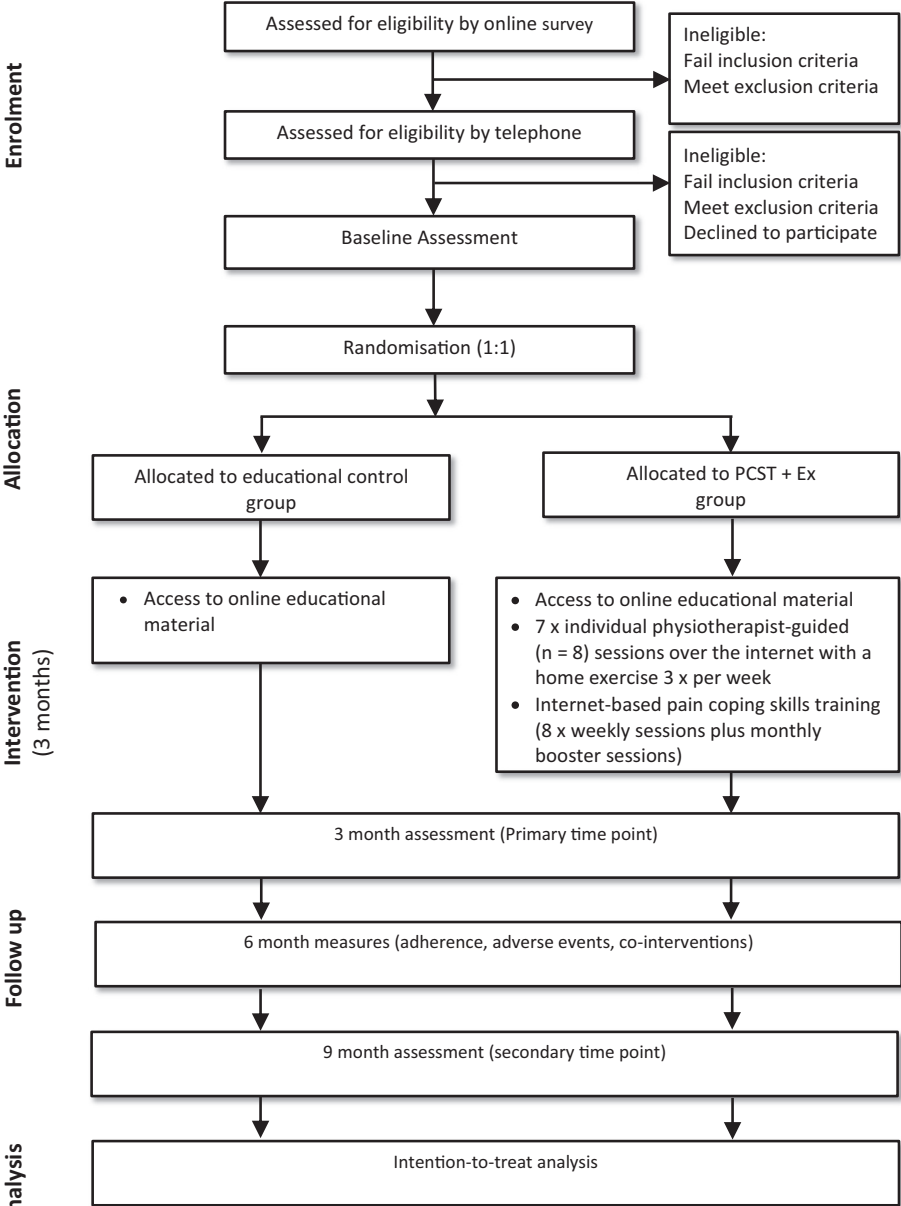 Enrolment
Assessed for eligibility by online survey
Ineligible:
Fail inclusion criteria
Meet exclusion criteria
Assessed for eligibility by telephone
Ineligible:
Fail inclusion criteria
Meet exclusion criteria
Declined to participate
Baseline Assessment
Randomisation (1:1)
Allocation
Allocated to educational control
group
Allocated to PCST + Ex
group
Intervention
(3 months)
• Access to online educational
material
• Access to online educational material
• 7 x individual physiotherapist-guided
(n = 8) sessions over the internet with a
home exercise 3 x per week
• Internet-based pain coping skills training
(8 x weekly sessions plus monthly
booster sessions)
3 month assessment (Primary time point)
Follow up
6 month measures (adherence, adverse events, co-interventions)
9 month assessment (secondary time point)
nalysis
Intention-to-treat analysis